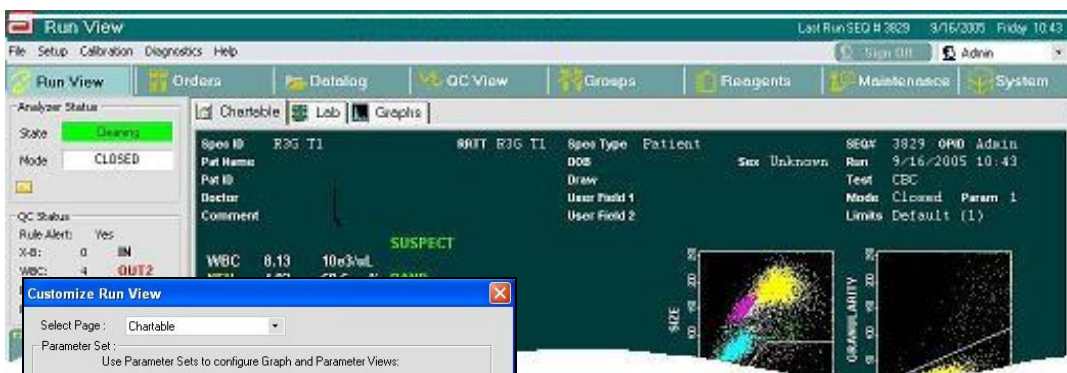 Run View Last Run SEQ # 3829 9/16/2005 Friday 10:43
File Setup Calibration Diagnostics Help Sign Off Admin
Run View Orders Datalog QC View Groups Reagents Maintenance System
Analyzer Status
Chartable Lab Graphs
State Cleaning
Mode CLOSED
Spec ID R3G T1 RRTT R3G T1 Spec Type Patient SEQ# 3829 OPID Admin
Pat Name DOB Sex Unknown Run 9/16/2005 10:43
Pat ID Draw Test CBC
Doctor User Field 1 Mode Closed Param 1
Comment User Field 2 Limits Default (1)
QC Status
Rule Alert: Yes
X-B: 0 IN
WBC: 4 OUT2
SUSPECT
WBC 8.13 10e3/uL
SIZE
GRANULARITY
Customize Run View
Select Page : Chartable
Parameter Set :
Use Parameter Sets to configure Graph and Parameter Views: